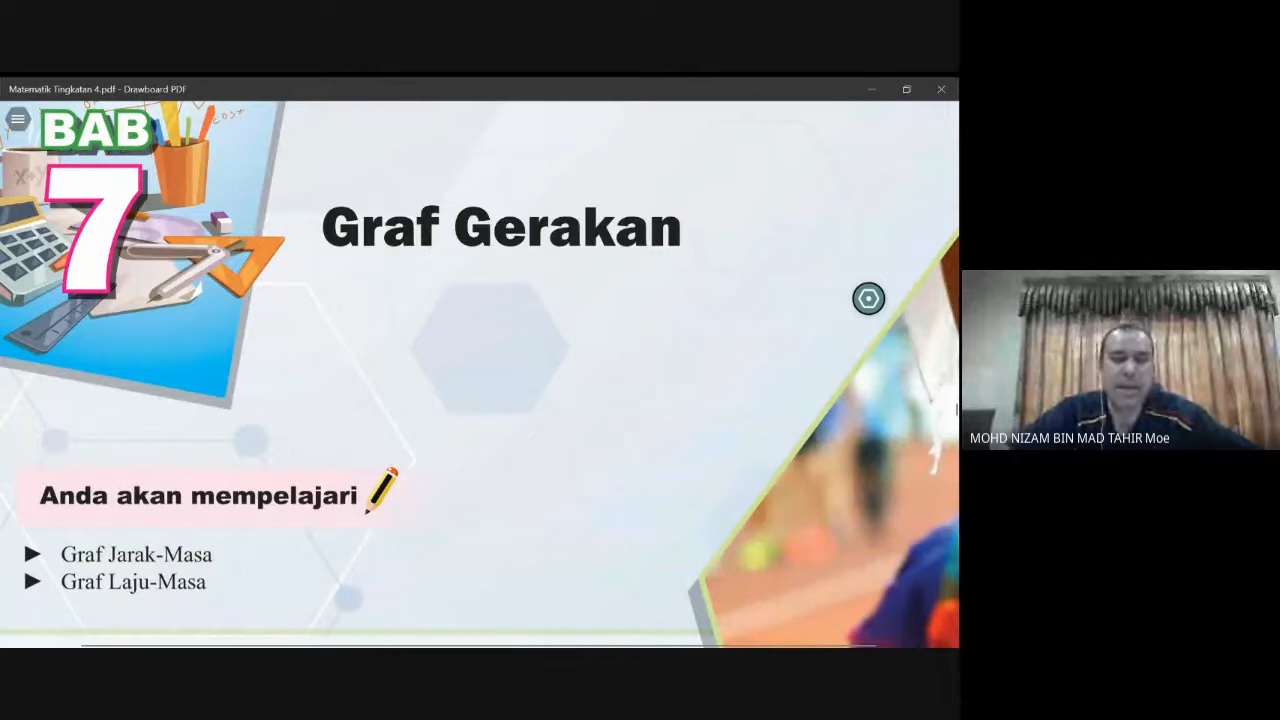 Matematik Tingkatan 4.pdf - Drawboard PDF
BAB
7
Graf Gerakan
Anda akan mempelajari
► Graf Jarak-Masa
► Graf Laju-Masa
MOHD NIZAM BIN MAD TAHIR Moe